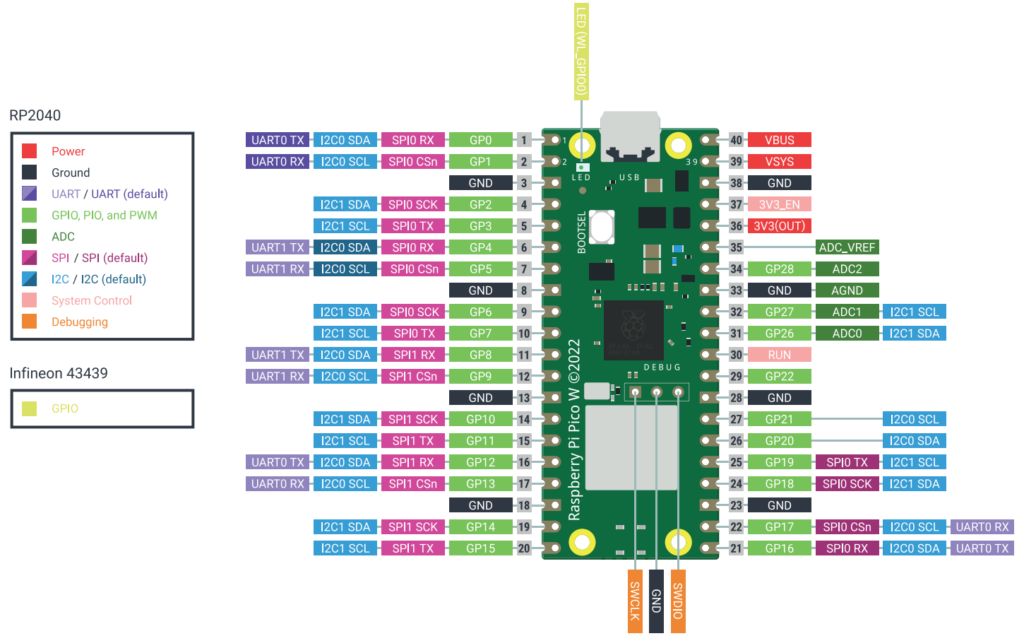 LED (WL_GPIO0)
RP2040
Power
Ground
UART / UART (default)
GPIO, PIO, and PWM
ADC
SPI / SPI (default)
I2C / I2C (default)
System Control
Debugging
Infineon 43439
GPIO
UART0 TX I2C0 SDA SPI0 RX GP0 1
UART0 RX I2C0 SCL SPI0 CSn GP1 2
GND 3
I2C1 SDA SPI0 SCK GP2 4
I2C1 SCL SPI0 TX GP3 5
UART1 TX I2C0 SDA SPI0 RX GP4 6
UART1 RX I2C0 SCL SPI0 CSn GP5 7
GND 8
I2C1 SDA SPI0 SCK GP6 9
I2C1 SCL SPI0 TX GP7 10
UART1 TX I2C0 SDA SPI1 RX GP8 11
UART1 RX I2C0 SCL SPI1 CSn GP9 12
GND 13
I2C1 SDA SPI1 SCK GP10 14
I2C1 SCL SPI1 TX GP11 15
UART0 TX I2C0 SDA SPI1 RX GP12 16
UART0 RX I2C0 SCL SPI1 CSn GP13 17
GND 18
I2C1 SDA SPI1 SCK GP14 19
I2C1 SCL SPI1 TX GP15 20
1
2
39
LED
USB
BOOTSEL
DEBUG
Raspberry Pi Pico W ©2022
40 VBUS
39 VSYS
38 GND
37 3V3_EN
36 3V3(OUT)
35 ADC_VREF
34 GP28 ADC2
33 GND AGND
32 GP27 ADC1 I2C1 SCL
31 GP26 ADC0 I2C1 SDA
30 RUN
29 GP22
28 GND
27 GP21 I2C0 SCL
26 GP20 I2C0 SDA
25 GP19 SPI0 TX I2C1 SCL
24 GP18 SPI0 SCK I2C1 SDA
23 GND
22 GP17 SPI0 CSn I2C0 SCL UART0 RX
21 GP16 SPI0 RX I2C0 SDA UART0 TX
SWCLK
GND
SWDIO